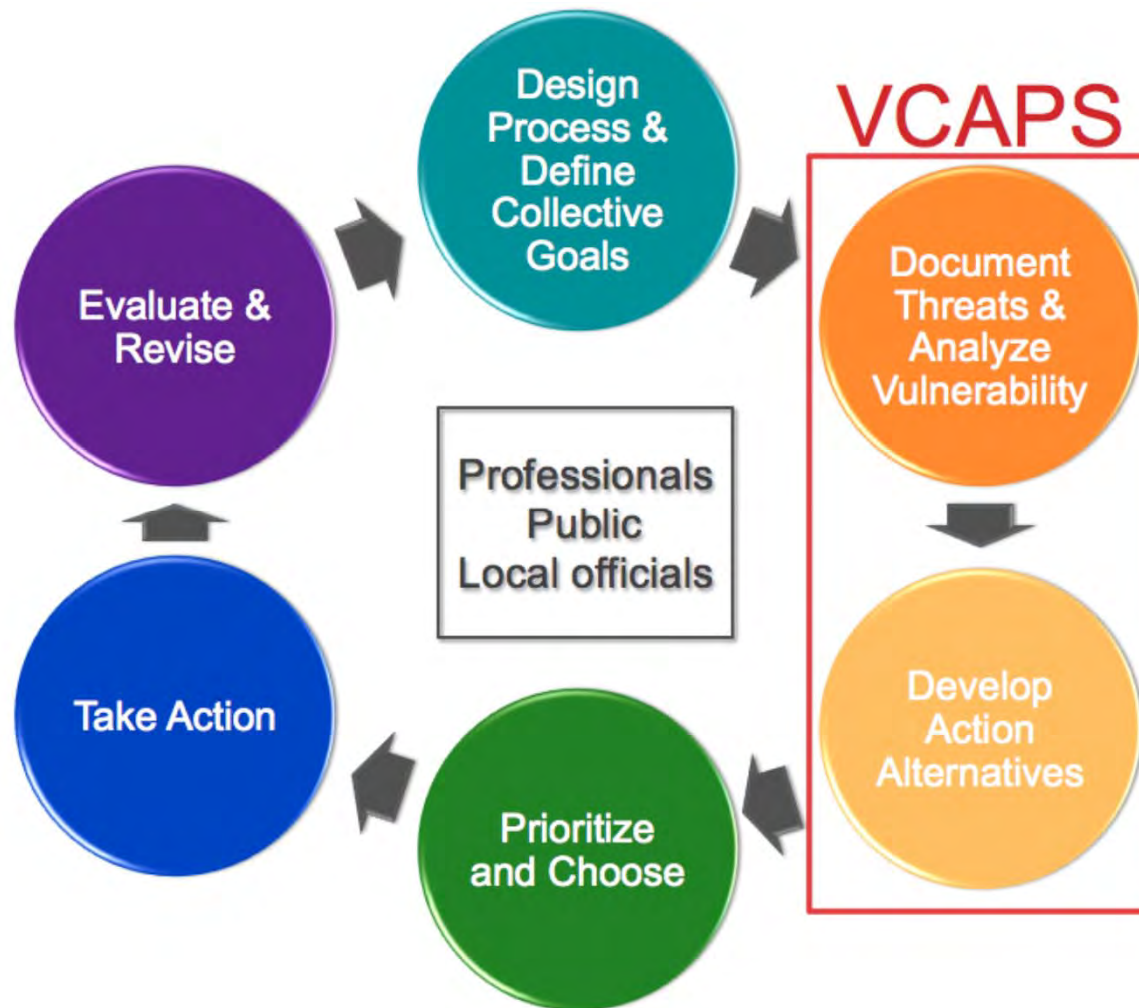 Design
Process &
Define
Collective
Goals
VCAPS
Document
Threats &
Analyze
Vulnerability
Develop
Action
Alternatives
Prioritize
and Choose
Take Action
Evaluate &
Revise
Professionals
Public
Local officials